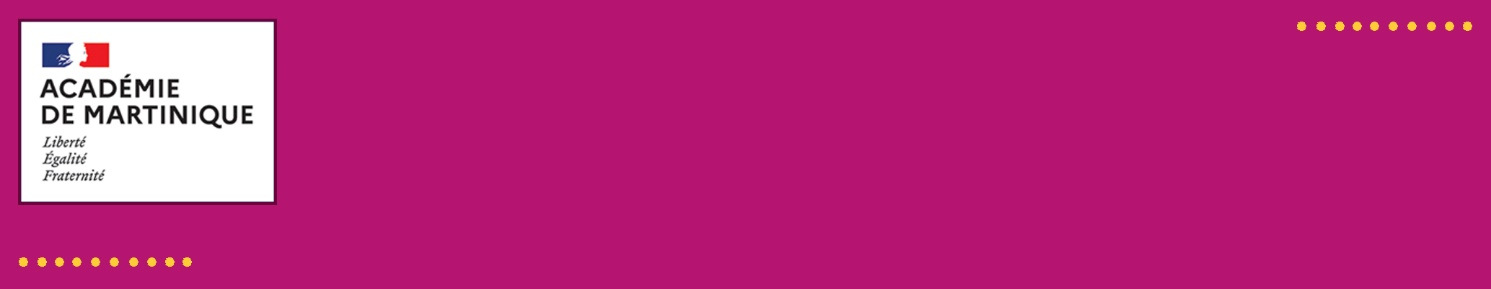 ACADÉMIE
DE MARTINIQUE
Liberté
Égalité
Fraternité